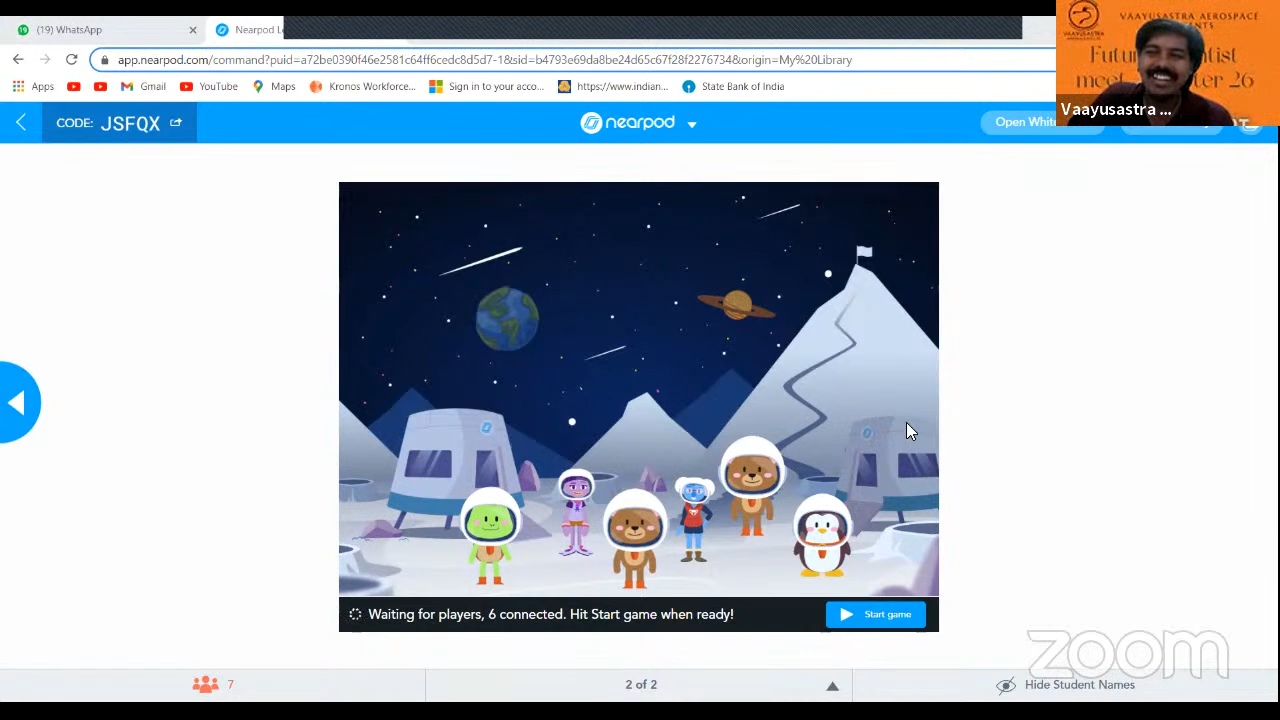 (19) WhatsApp
Nearpod L
app.nearpod.com/command?puid=a72be0390f46e2581c64ff6cedc8d5d7-1&sid=b4793e69da8be24d65c67f28f2276734&origin=My%20Library
Apps
Gmail
YouTube
Maps
Kronos Workforce...
Sign in to your acco...
https://www.indian...
State Bank of India
VAAYUSASTRA AEROSPACE
VAAYUSASTRA
Vaayusastra ...
CODE: JSFQX
nearpod
Open Whit
Waiting for players, 6 connected. Hit Start game when ready!
Start game
zoom
7
2 of 2
Hide Student Names